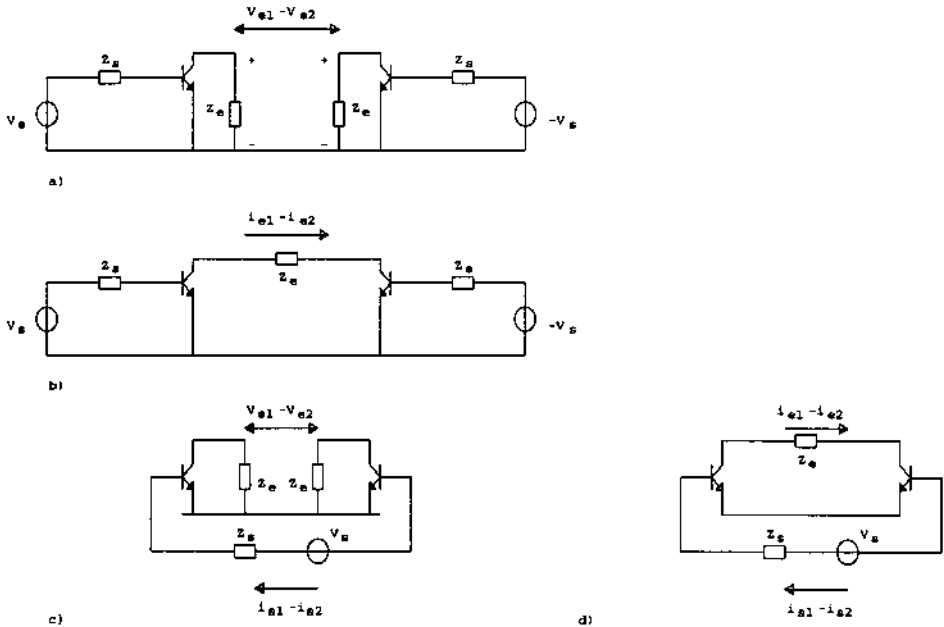 Ve1-Ve2
Zs Zs
+ +
Vs Ze Ze -Vs
- -
a)
ie1-ie2
Zs Ze Zs
Vs -Vs
b)
Ve1-Ve2
Ze Ze
Zs Vs
is1-is2
c)
ie1-ie2
Ze
Zs Vs
is1-is2
d)